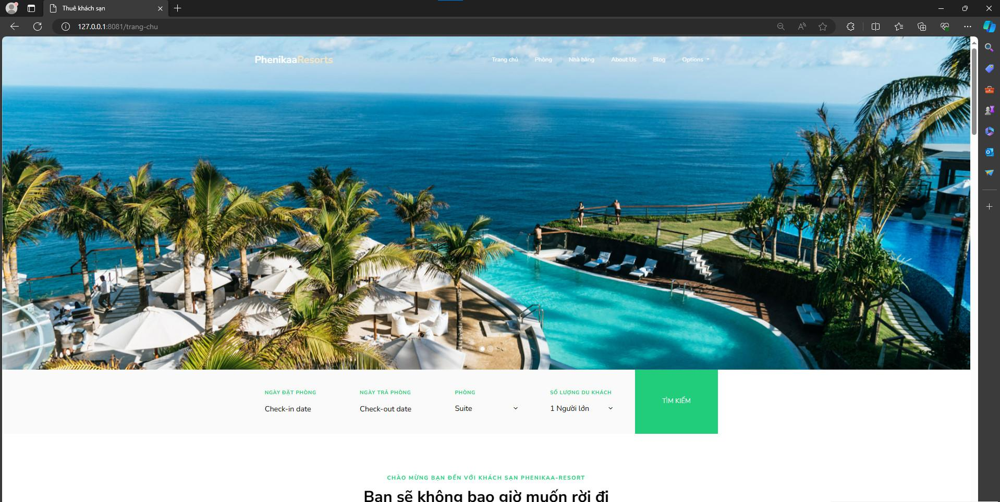 Thuê khách sạn
127.0.0.1:8081/trang-chu
PhenikaaResorts
Trang chủ Phòng Nhà hàng About Us Blog Options
NGÀY ĐẶT PHÒNG NGÀY TRẢ PHÒNG PHÒNG SỐ LƯỢNG DU KHÁCH
Check-in date Check-out date Suite 1 Người lớn
TÌM KIẾM
CHÀO MỪNG BẠN ĐẾN VỚI KHÁCH SẠN PHENIKAA-RESORT
Bạn sẽ không bao giờ muốn rời đi